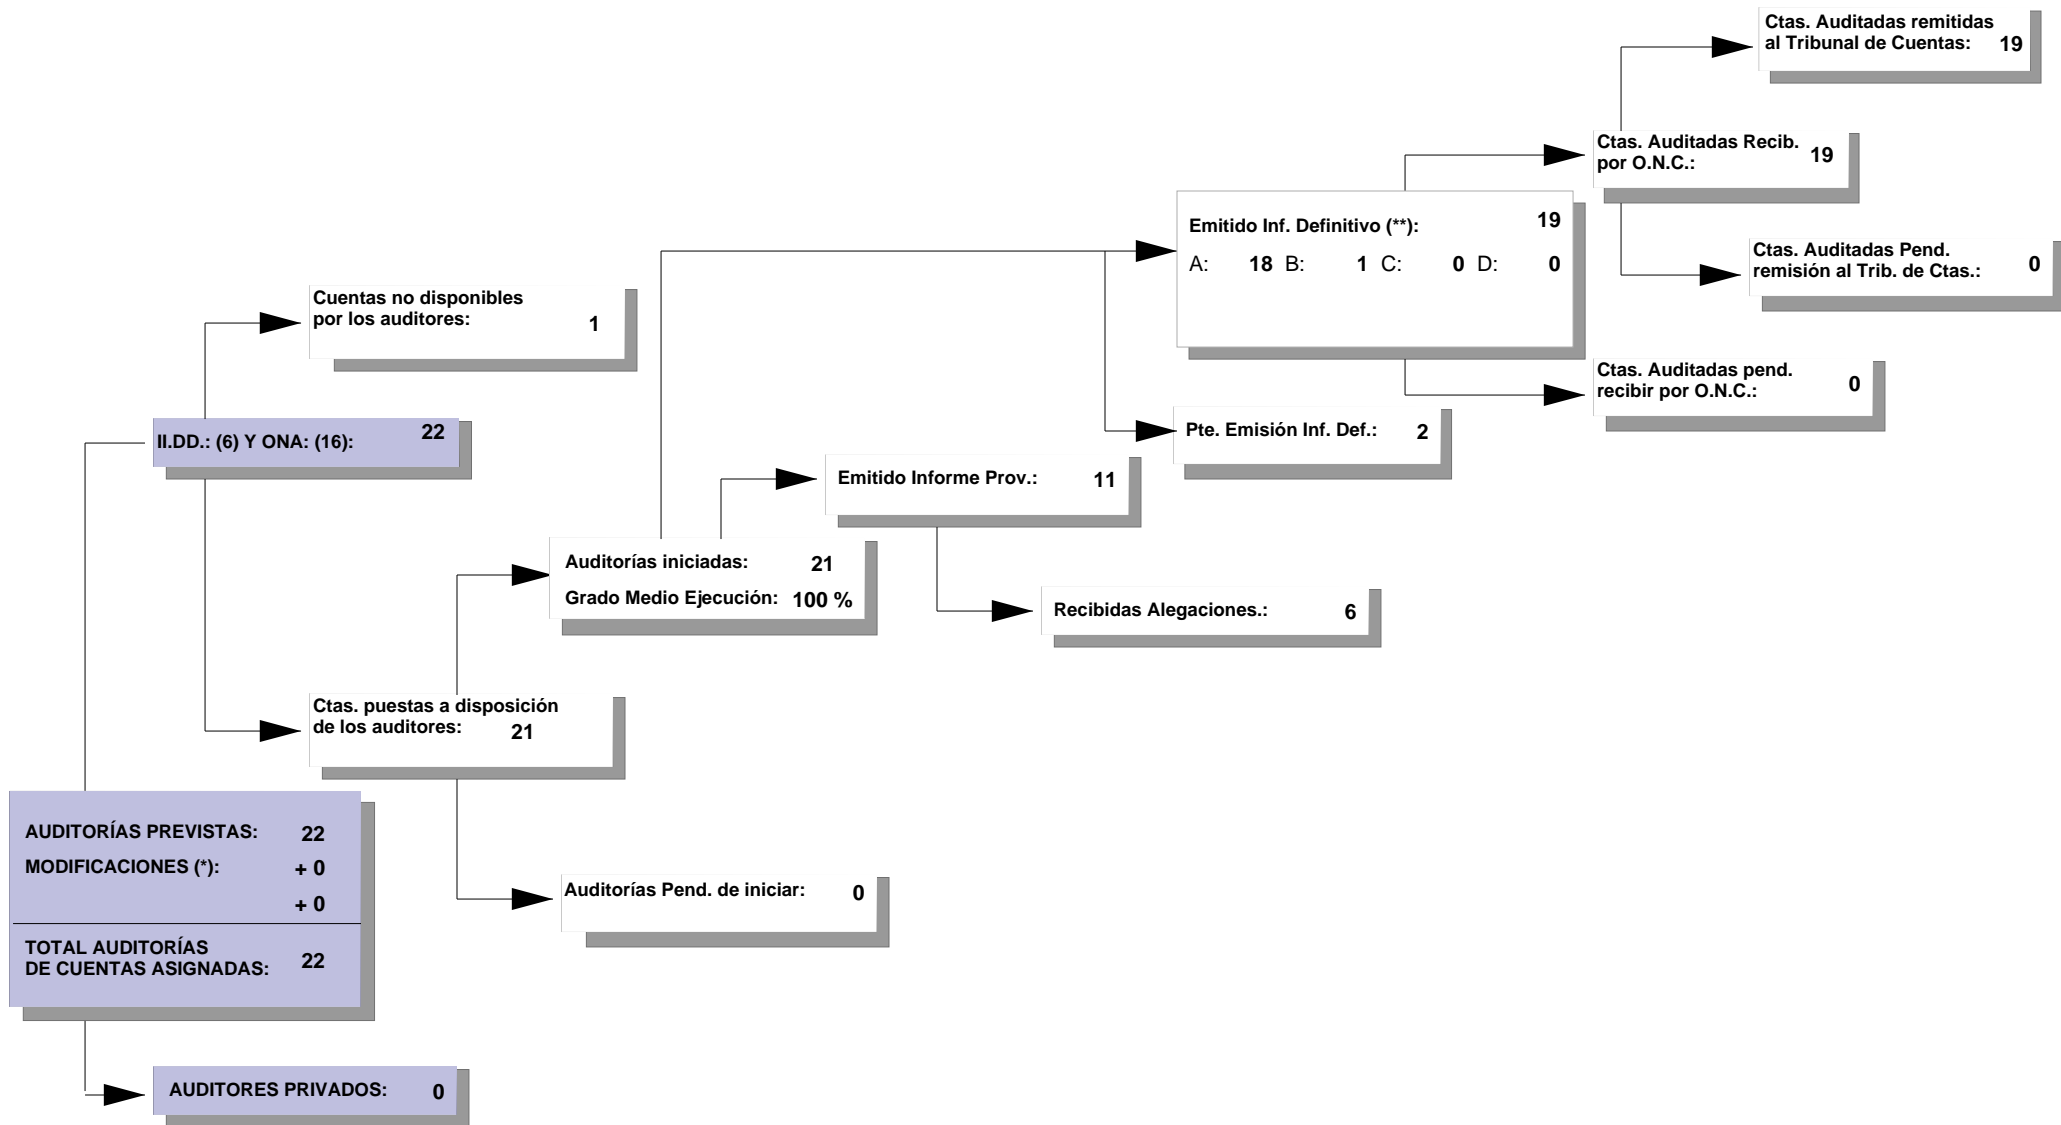 Ctas. Auditadas remitidas
al Tribunal de Cuentas: 19
Ctas. Auditadas Recib.
por O.N.C.: 19
Emitido Inf. Definitivo (**): 19
A: 18 B: 1 C: 0 D: 0
Ctas. Auditadas Pend.
remisión al Trib. de Ctas.: 0
Cuentas no disponibles
por los auditores: 1
Ctas. Auditadas pend.
recibir por O.N.C.: 0
II.DD.: (6) Y ONA: (16): 22
Pte. Emisión Inf. Def.: 2
Emitido Informe Prov.: 11
Auditorías iniciadas: 21
Grado Medio Ejecución: 100 %
Recibidas Alegaciones.: 6
Ctas. puestas a disposición
de los auditores: 21
AUDITORÍAS PREVISTAS: 22
MODIFICACIONES (*): + 0
+ 0
TOTAL AUDITORÍAS
DE CUENTAS ASIGNADAS: 22
Auditorías Pend. de iniciar: 0
AUDITORES PRIVADOS: 0